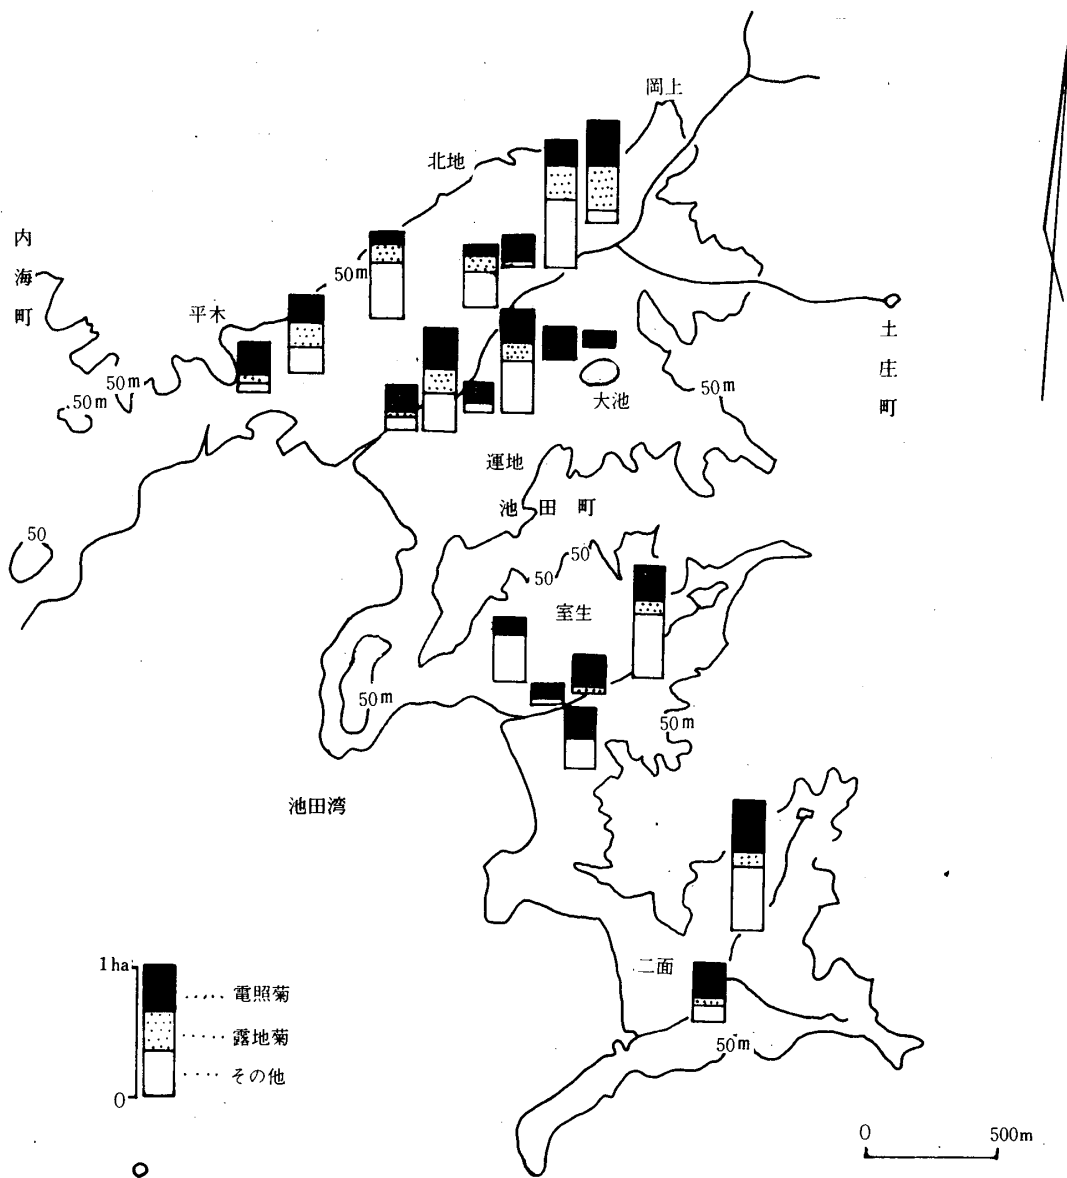 岡上
北地
内海町
50m
平木
土庄町
50m
.50m
50m
大池
運地
池田町
50
50
50
室生
50m
50m
池田湾
二面
1ha
電照菊
露地菊
その他
0
50m
0 500m